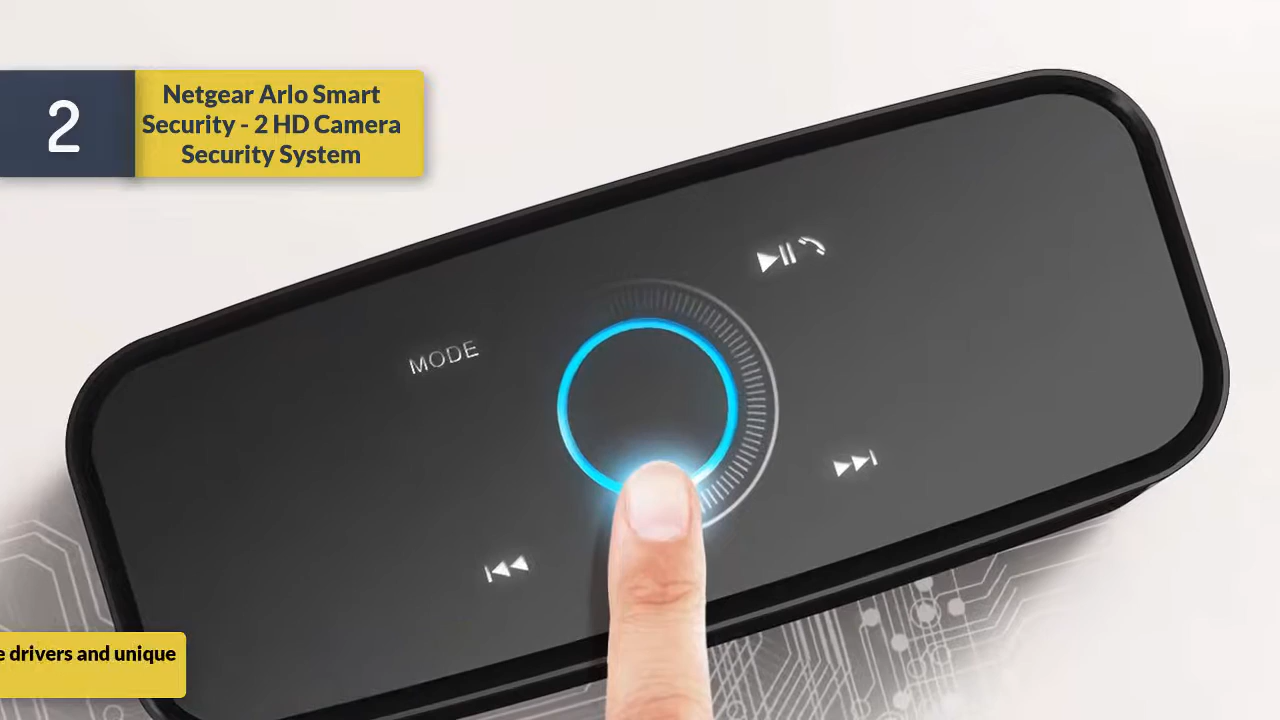 2
Netgear Arlo Smart
Security - 2 HD Camera
Security System
MODE
drivers and unique